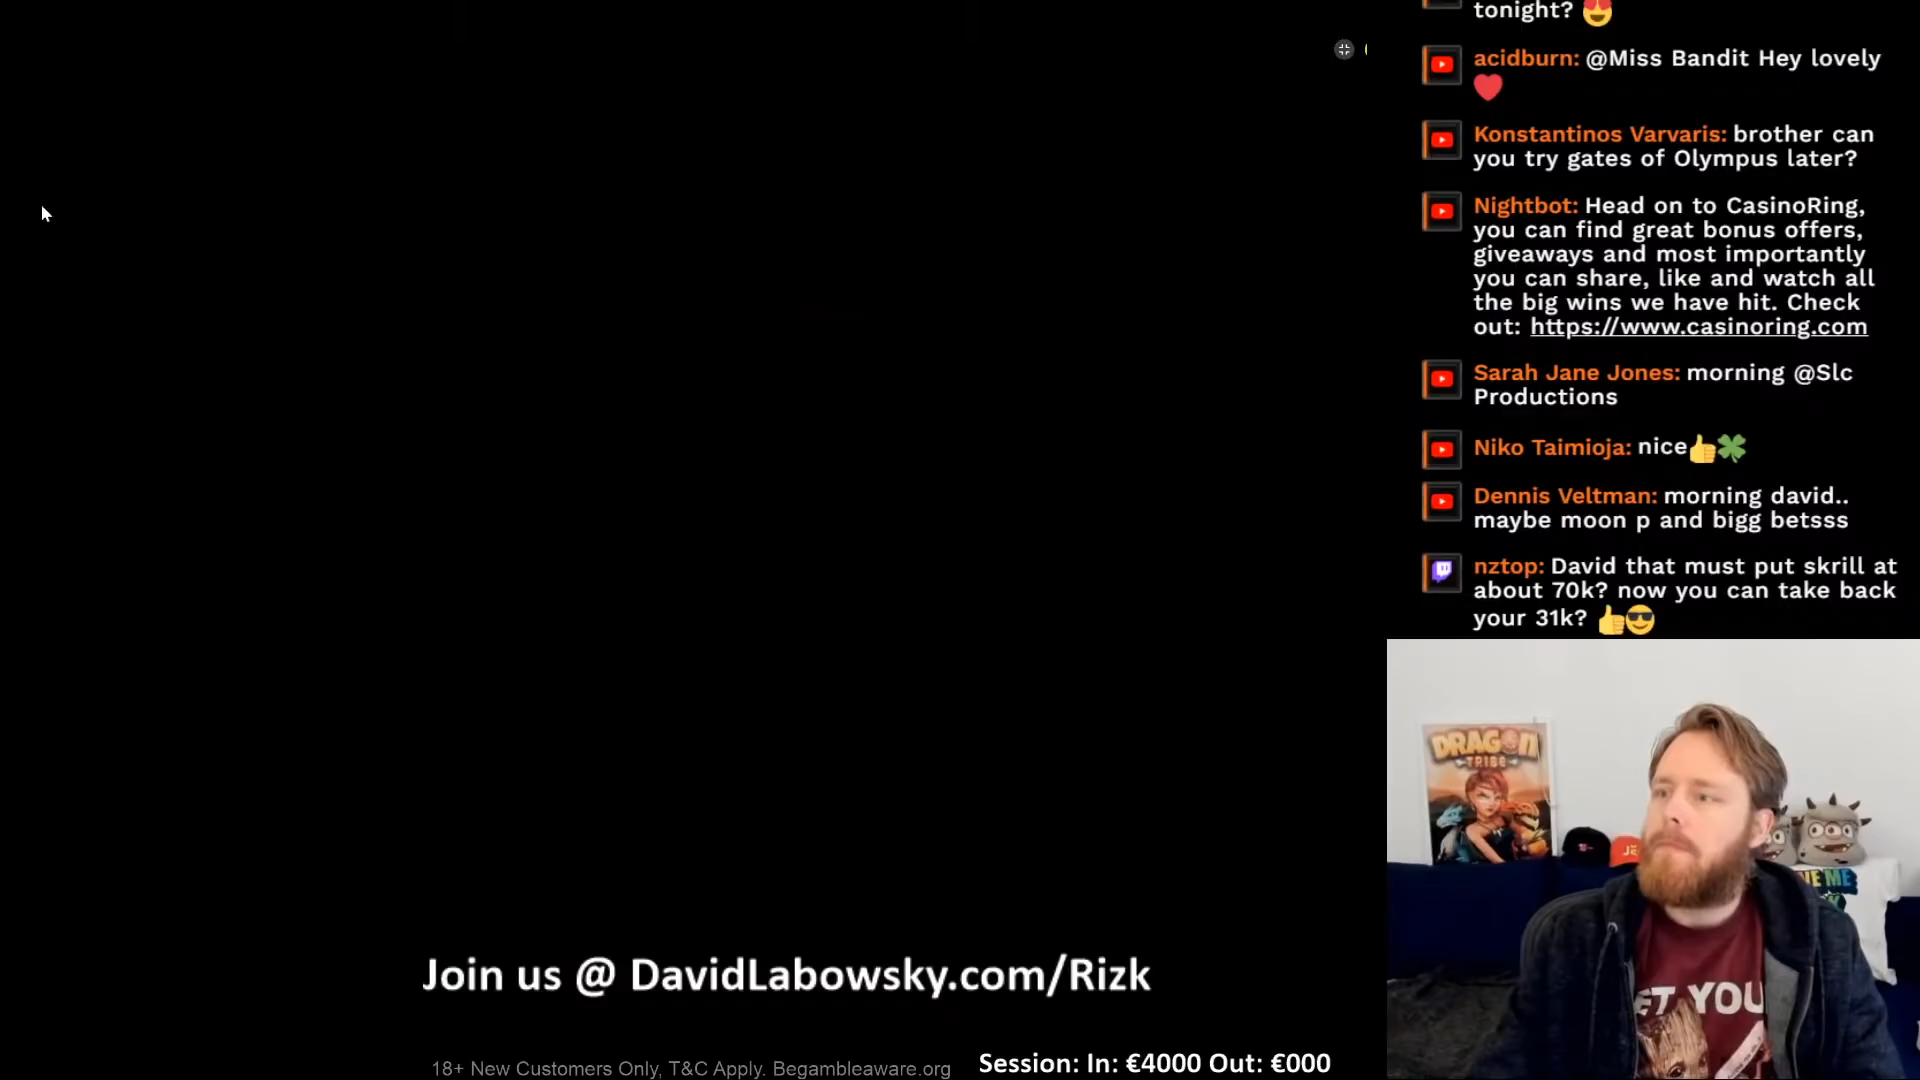 tonight? 😍
acidburn: @Miss Bandit Hey lovely
❤️
Konstantinos Varvaris: brother can
you try gates of Olympus later?
Nightbot: Head on to CasinoRing,
you can find great bonus offers,
giveaways and most importantly
you can share, like and watch all
the big wins we have hit. Check
out: https://www.casinoring.com
Sarah Jane Jones: morning @Slc
Productions
Niko Taimioja: nice👍🍀
Dennis Veltman: morning david..
maybe moon p and bigg betsss
nztop: David that must put skrill at
about 70k? now you can take back
your 31k? 👍😎
DRAGON
TRIBE
ET YOU
Join us @ DavidLabowsky.com/Rizk
18+ New Customers Only, T&C Apply. Begambleaware.org
Session: In: €4000 Out: €000